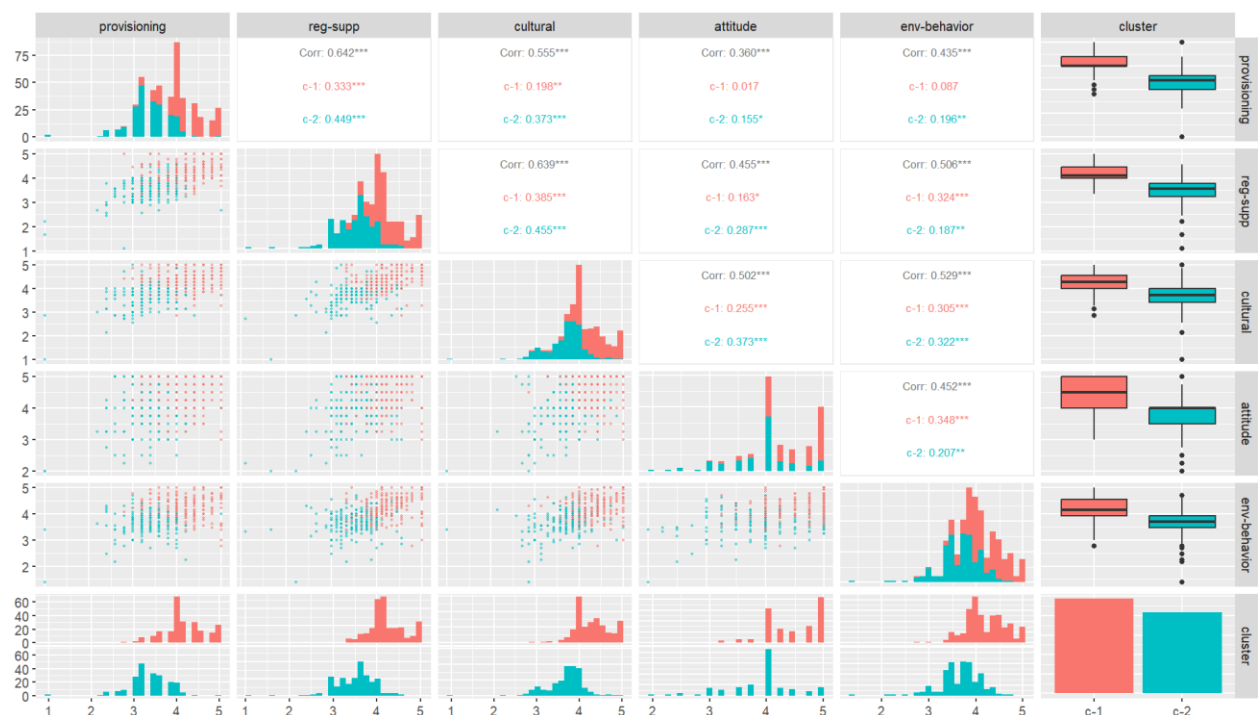 provisioning reg-supp cultural attitude env-behavior cluster
75
50
25
0
Corr: 0.642*** Corr: 0.555*** Corr: 0.360*** Corr: 0.435***
c-1: 0.333*** c-1: 0.198** c-1: 0.017 c-1: 0.087
c-2: 0.449*** c-2: 0.373*** c-2: 0.155* c-2: 0.196**
provisioning
5
4
3
2
1
Corr: 0.639*** Corr: 0.455*** Corr: 0.506***
c-1: 0.385*** c-1: 0.163* c-1: 0.324***
c-2: 0.455*** c-2: 0.287*** c-2: 0.187**
reg-supp
5
4
3
2
1
Corr: 0.502*** Corr: 0.529***
c-1: 0.255*** c-1: 0.305***
c-2: 0.373*** c-2: 0.322***
cultural
5
4
3
2
Corr: 0.452***
c-1: 0.348***
c-2: 0.207**
attitude
5
4
3
2
env-behavior
60
40
20
0
60
40
20
0
cluster
1 2 3 4 5 1 2 3 4 5 1 2 3 4 5 2 3 4 5 2 3 4 5 c-1 c-2